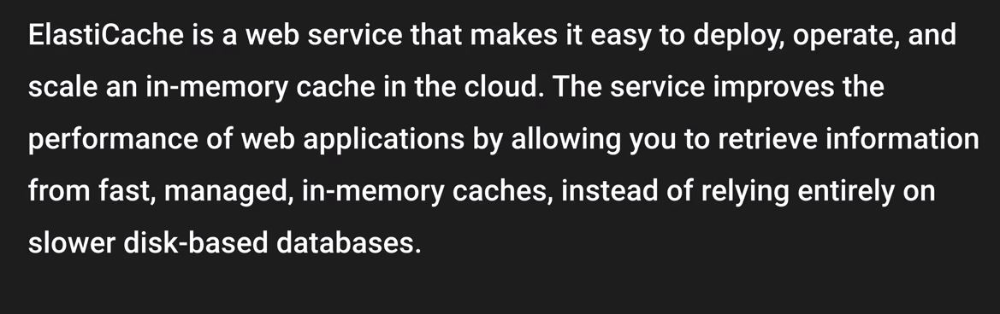 ElastiCache is a web service that makes it easy to deploy, operate, and
scale an in-memory cache in the cloud. The service improves the
performance of web applications by allowing you to retrieve information
from fast, managed, in-memory caches, instead of relying entirely on
slower disk-based databases.